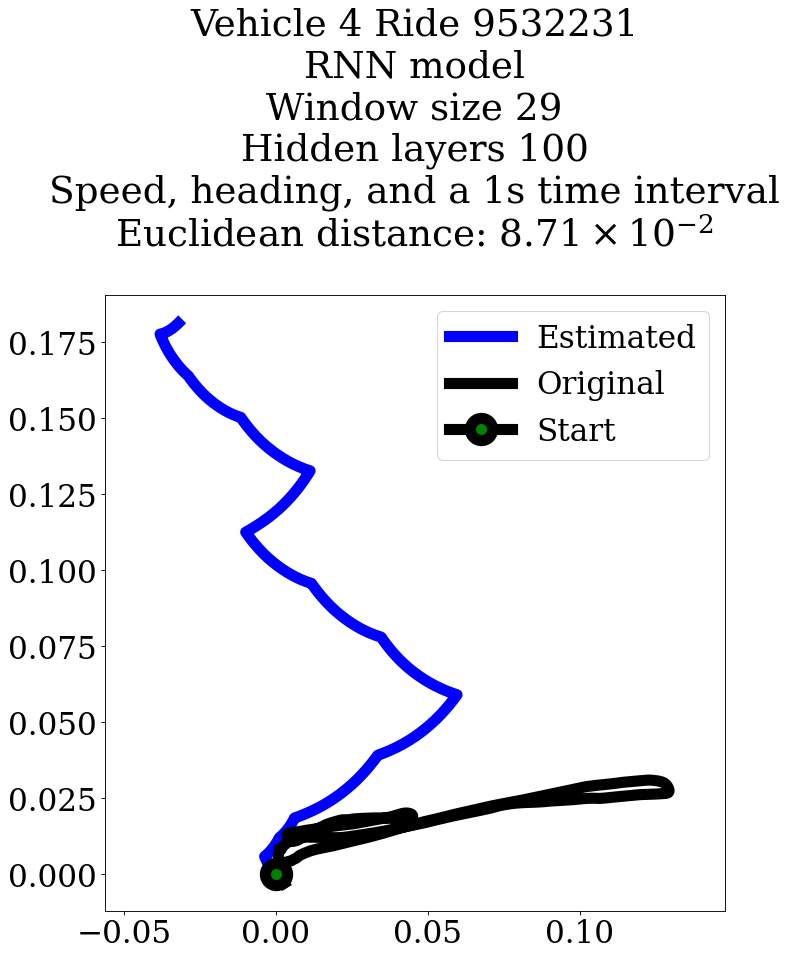 Vehicle 4 Ride 9532231
RNN model
Window size 29
Hidden layers 100
Speed, heading, and a 1s time interval
Euclidean distance: 8.71 × 10⁻²
Estimated
Original
Start
0.175
0.150
0.125
0.100
0.075
0.050
0.025
0.000
−0.05 0.00 0.05 0.10